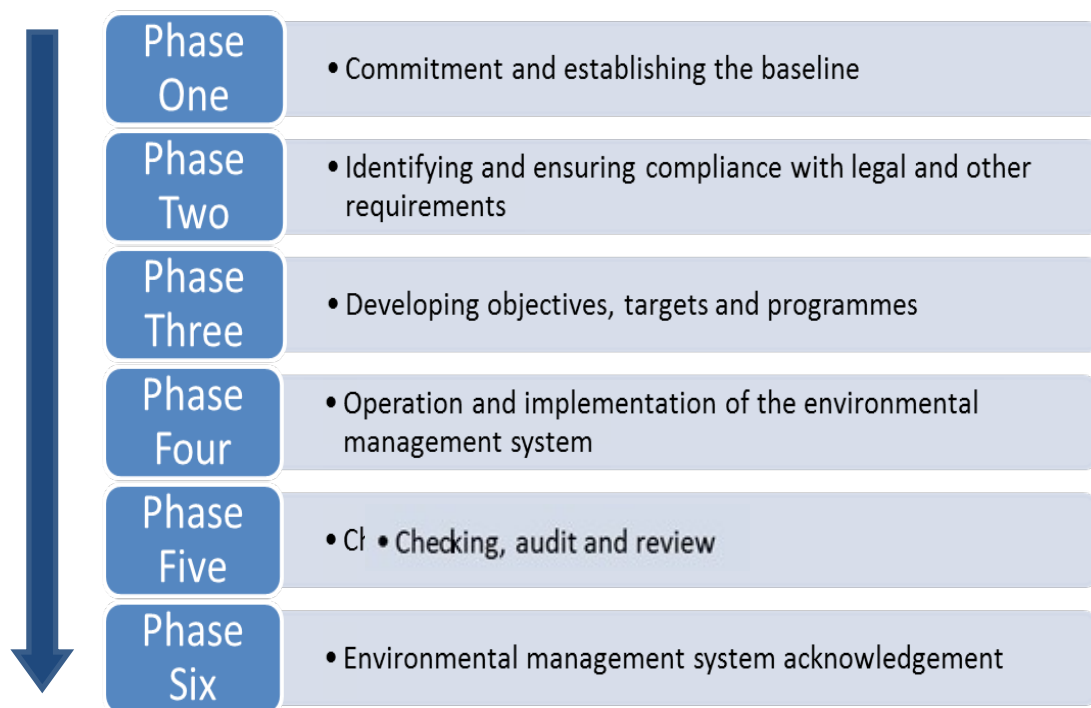 Phase
One
• Commitment and establishing the baseline
Phase
Two
• Identifying and ensuring compliance with legal and other
requirements
Phase
Three
• Developing objectives, targets and programmes
Phase
Four
• Operation and implementation of the environmental
management system
Phase
Five
• Ch • Checking, audit and review
Phase
Six
• Environmental management system acknowledgement